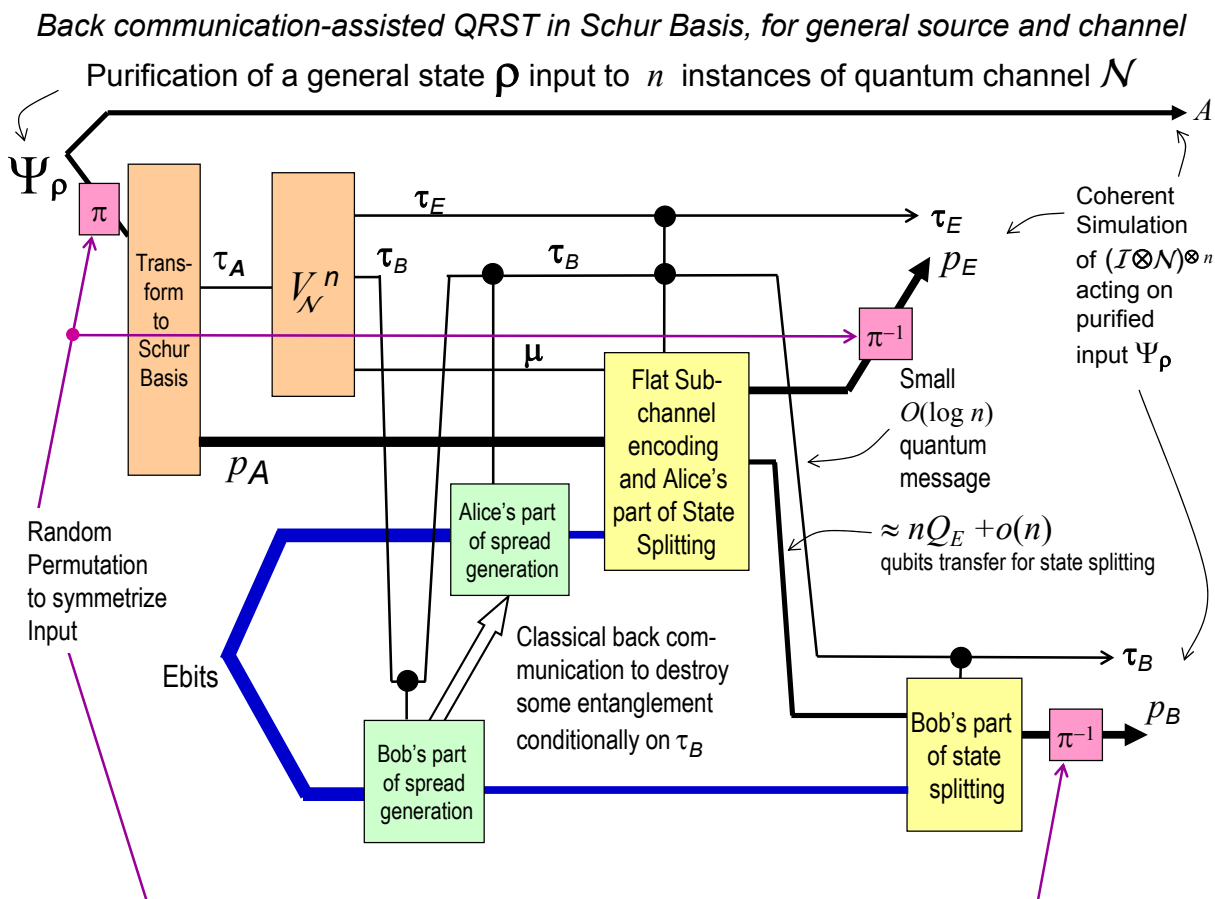 Back communication-assisted QRST in Schur Basis, for general source and channel
Purification of a general state ρ input to n instances of quantum channel 𝒩
A
Ψρ
π
Trans-
form
to
Schur
Basis
τA
V𝒩ⁿ
τE
τB
τB
τE
pE
Coherent
Simulation
of (ℐ⊗𝒩)⊗ n
acting on
purified
input Ψρ
π–1
μ
pA
Flat Sub-
channel
encoding
and Alice's
part of State
Splitting
Small
O(log n)
quantum
message
Alice's part
of spread
generation
≈ nQE +o(n)
qubits transfer for state splitting
Random
Permutation
to symmetrize
Input
Ebits
Classical back com-
munication to destroy
some entanglement
conditionally on τB
τB
Bob's part
of spread
generation
Bob's part
of state
splitting
π–1
pB